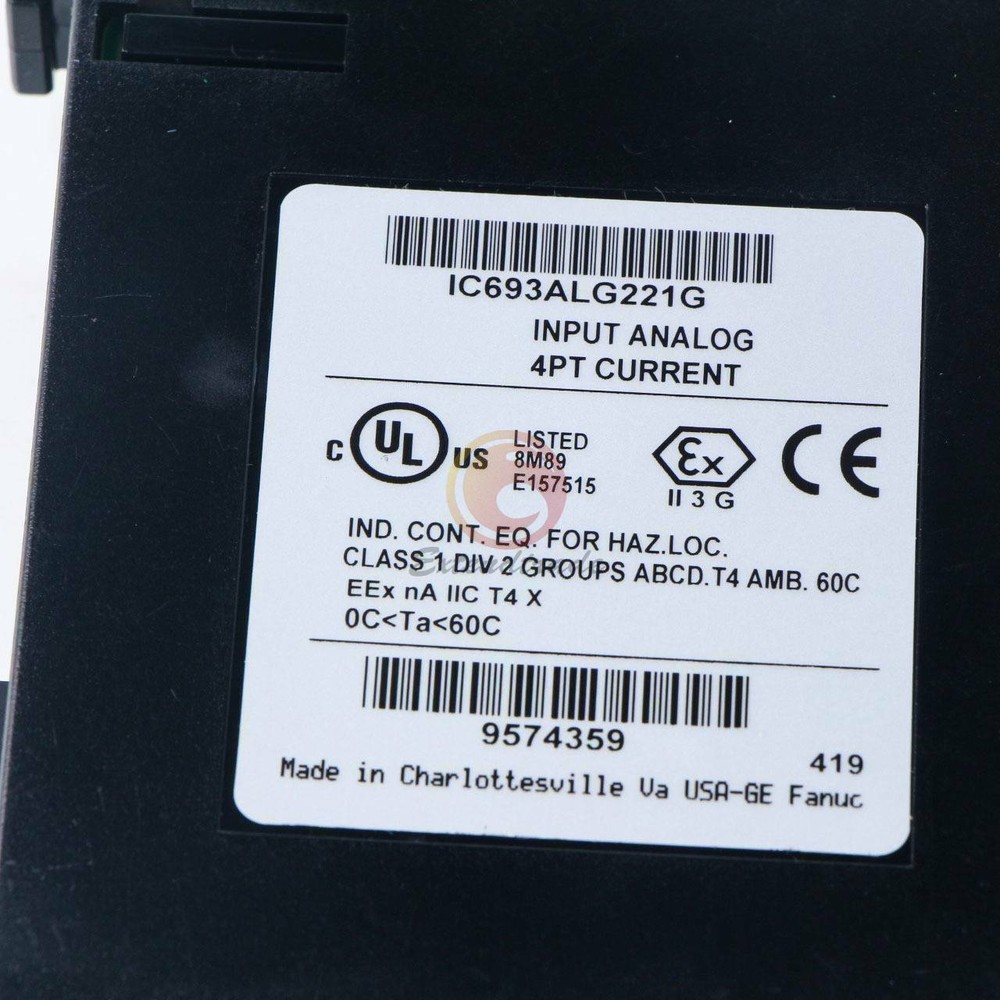 IC693ALG221G
INPUT ANALOG
4PT CURRENT
C UL US
LISTED
8M89
E157515
Ex
II 3 G
CE
IND. CONT. EQ. FOR HAZ.LOC.
CLASS 1 DIV 2 GROUPS ABCD.T4 AMB. 60C
EEx nA IIC T4 X
0C<Ta<60C
9574359
419
Made in Charlottesville Va USA-GE Fanuc